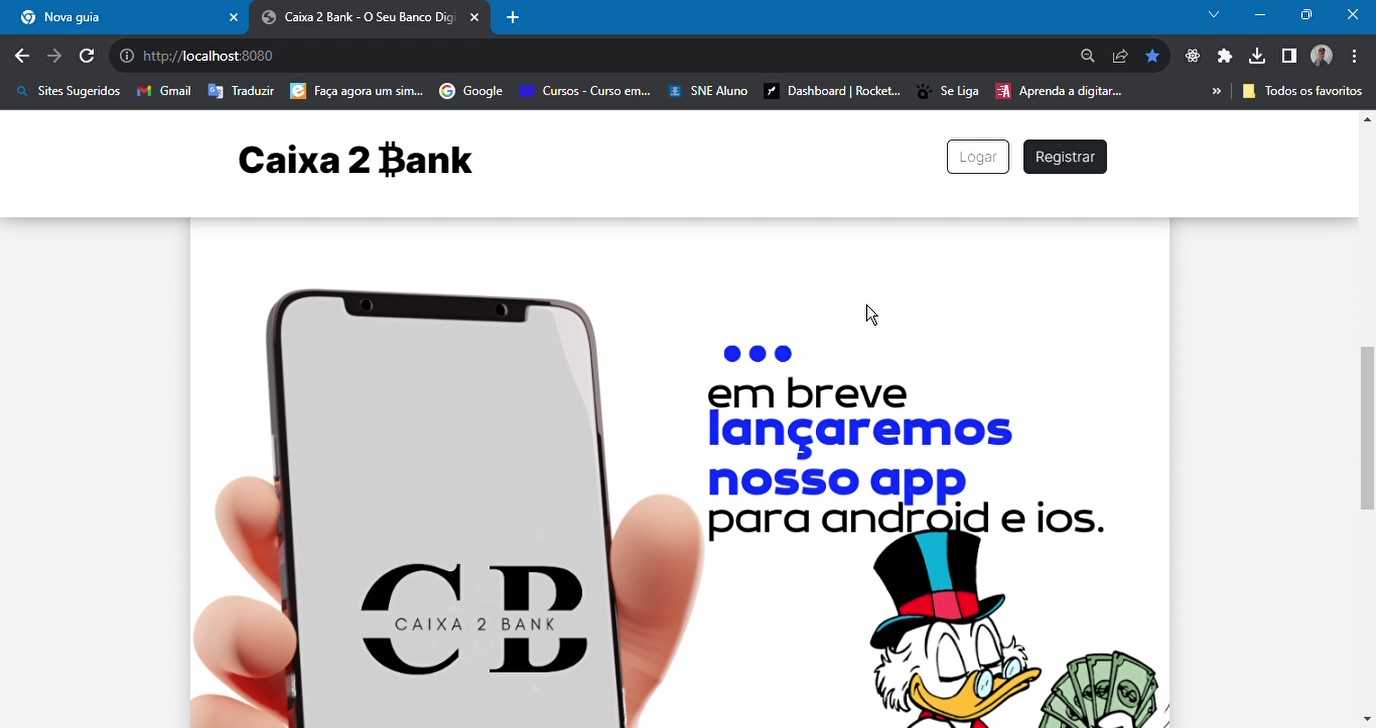 Nova guia
Caixa 2 Bank - O Seu Banco Digi
http://localhost:8080
Sites Sugeridos
Gmail
Traduzir
Faça agora um sim...
Google
Cursos - Curso em...
SNE Aluno
Dashboard | Rocket...
Se Liga
Aprenda a digitar...
»
Todos os favoritos
Caixa 2 ₿ank
Logar
Registrar
em breve
lançaremos
nosso app
para android e ios.
CB
CAIXA 2 BANK